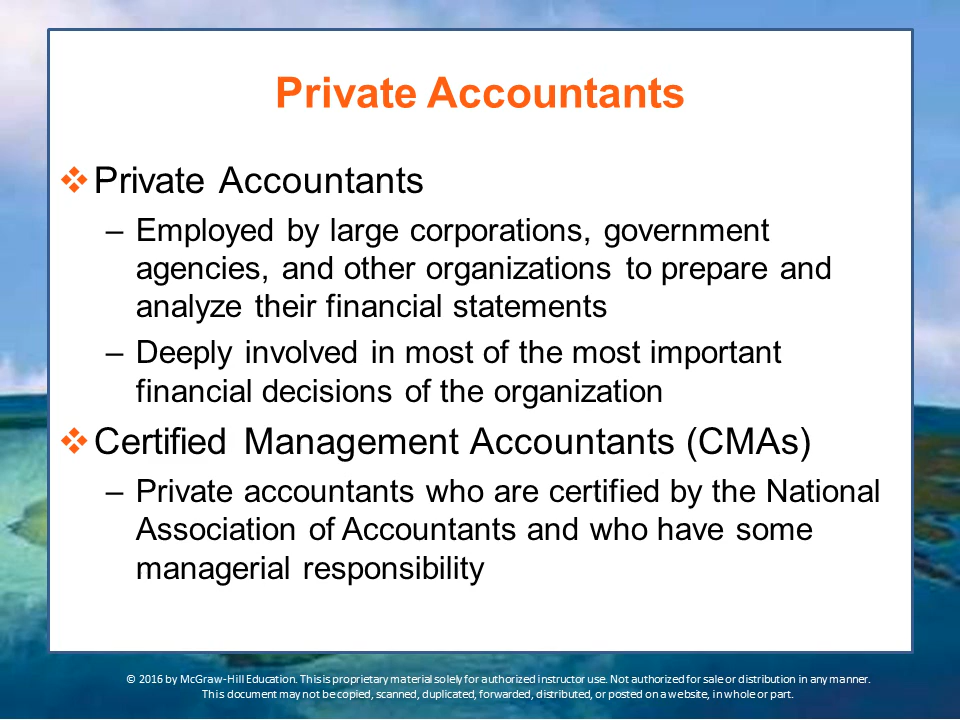 Private Accountants
❖ Private Accountants
– Employed by large corporations, government
agencies, and other organizations to prepare and
analyze their financial statements
– Deeply involved in most of the most important
financial decisions of the organization
❖ Certified Management Accountants (CMAs)
– Private accountants who are certified by the National
Association of Accountants and who have some
managerial responsibility
© 2016 by McGraw-Hill Education. This is proprietary material solely for authorized instructor use. Not authorized for sale or distribution in any manner.
This document may not be copied, scanned, duplicated, forwarded, distributed, or posted on a website, in whole or part.